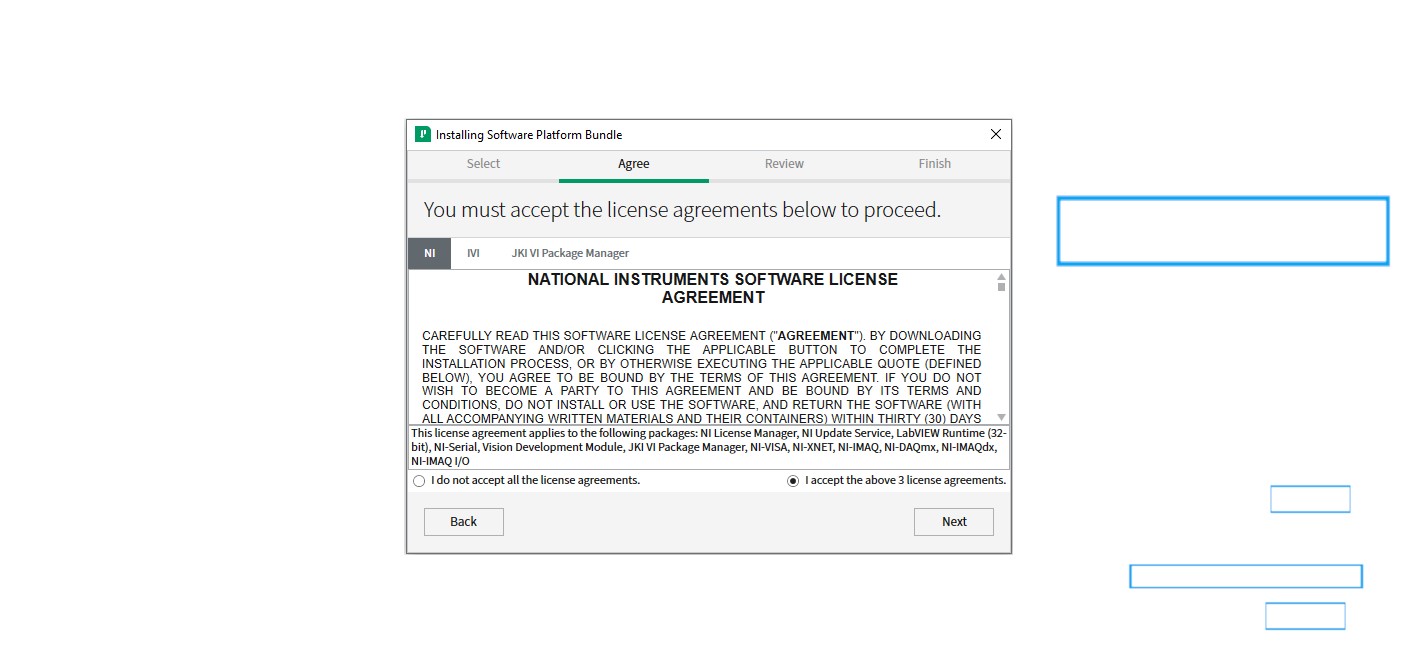 Installing Software Platform Bundle
Select Agree Review Finish
You must accept the license agreements below to proceed.
NI IVI JKI VI Package Manager
NATIONAL INSTRUMENTS SOFTWARE LICENSE
AGREEMENT
CAREFULLY READ THIS SOFTWARE LICENSE AGREEMENT ("AGREEMENT"). BY DOWNLOADING
THE SOFTWARE AND/OR CLICKING THE APPLICABLE BUTTON TO COMPLETE THE
INSTALLATION PROCESS, OR BY OTHERWISE EXECUTING THE APPLICABLE QUOTE (DEFINED
BELOW), YOU AGREE TO BE BOUND BY THE TERMS OF THIS AGREEMENT. IF YOU DO NOT
WISH TO BECOME A PARTY TO THIS AGREEMENT AND BE BOUND BY ITS TERMS AND
CONDITIONS, DO NOT INSTALL OR USE THE SOFTWARE, AND RETURN THE SOFTWARE (WITH
ALL ACCOMPANYING WRITTEN MATERIALS AND THEIR CONTAINERS) WITHIN THIRTY (30) DAYS
This license agreement applies to the following packages: NI License Manager, NI Update Service, LabVIEW Runtime (32-
bit), NI-Serial, Vision Development Module, JKI VI Package Manager, NI-VISA, NI-XNET, NI-IMAQ, NI-DAQmx, NI-IMAQdx,
NI-IMAQ I/O
I do not accept all the license agreements. I accept the above 3 license agreements.
Back Next